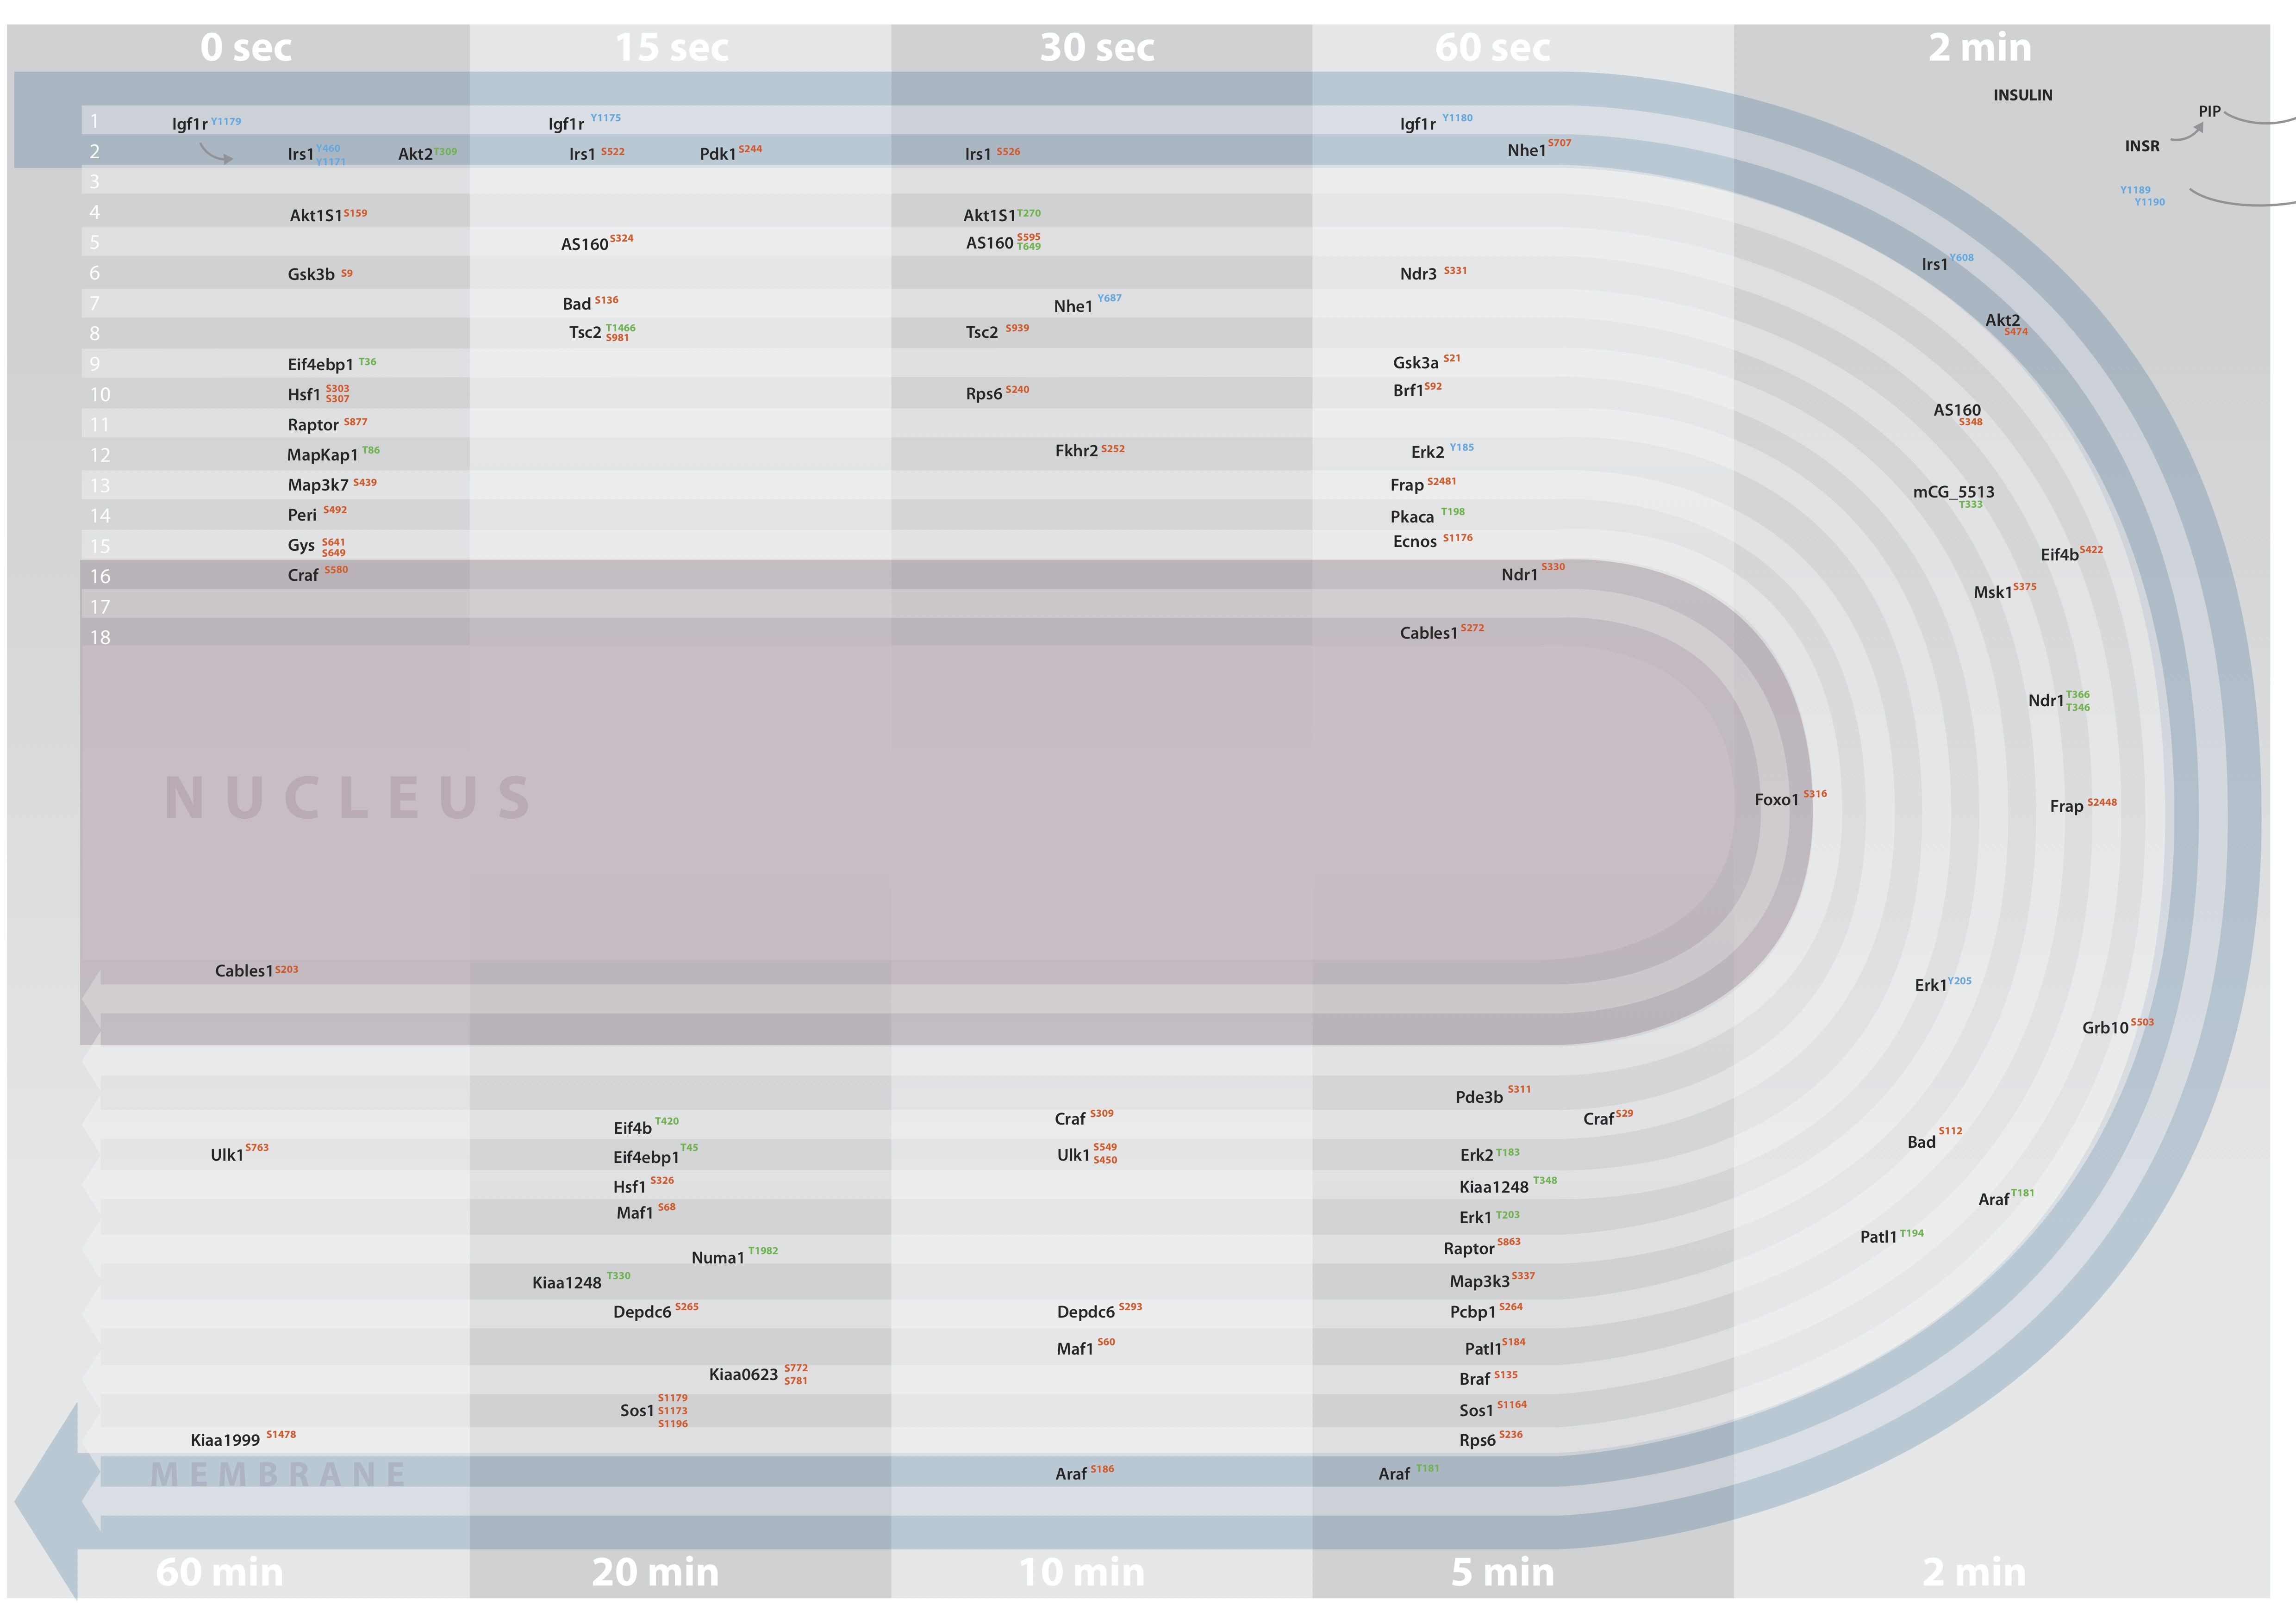 0 sec 15 sec 30 sec 60 sec 2 min
INSULIN
PIP
INSR
Y1189
Y1190
1 Igf1r Y1179 Igf1r Y1175 Igf1r Y1180
2 Irs1 Y460 Y1171 Akt2 T309 Irs1 S522 Pdk1 S244 Irs1 S526 Nhe1 S707
3
4 Akt1S1 S159 Akt1S1 T270
5 AS160 S324 AS160 S595 T649
Irs1 Y608
6 Gsk3b S9 Ndr3 S331
7 Bad S136 Nhe1 Y687
Akt2 S474
8 Tsc2 T1466 S981 Tsc2 S939
9 Eif4ebp1 T36 Gsk3a S21
10 Hsf1 S303 S307 Rps6 S240 Brf1 S92
AS160 S348
11 Raptor S877
12 MapKap1 T86 Fkhr2 S252 Erk2 Y185
13 Map3k7 S439 Frap S2481
mCG_5513 T333
14 Peri S492 Pkaca T198
15 Gys S641 S649 Ecnos S1176
Eif4b S422
16 Craf S580 Ndr1 S330
Msk1 S375
17
18 Cables1 S272
Ndr1 T366 T346
NUCLEUS
Foxo1 S316
Frap S2448
Cables1 S203
Erk1 Y205
Grb10 S503
Pde3b S311
Eif4b T420 Craf S309 Craf S29
Bad S112
Ulk1 S763 Eif4ebp1 T45 Ulk1 S549 S450 Erk2 T183
Hsf1 S326 Kiaa1248 T348
Araf T181
Maf1 S68 Erk1 T203
Patl1 T194
Numa1 T1982 Raptor S863
Kiaa1248 T330 Map3k3 S337
Depdc6 S265 Depdc6 S293 Pcbp1 S264
Maf1 S60 Patl1 S184
Kiaa0623 S772 S781 Braf S135
Sos1 S1179 S1173 S1196 Sos1 S1164
Kiaa1999 S1478 Rps6 S236
MEMBRANE Araf S186 Araf T181
60 min 20 min 10 min 5 min 2 min